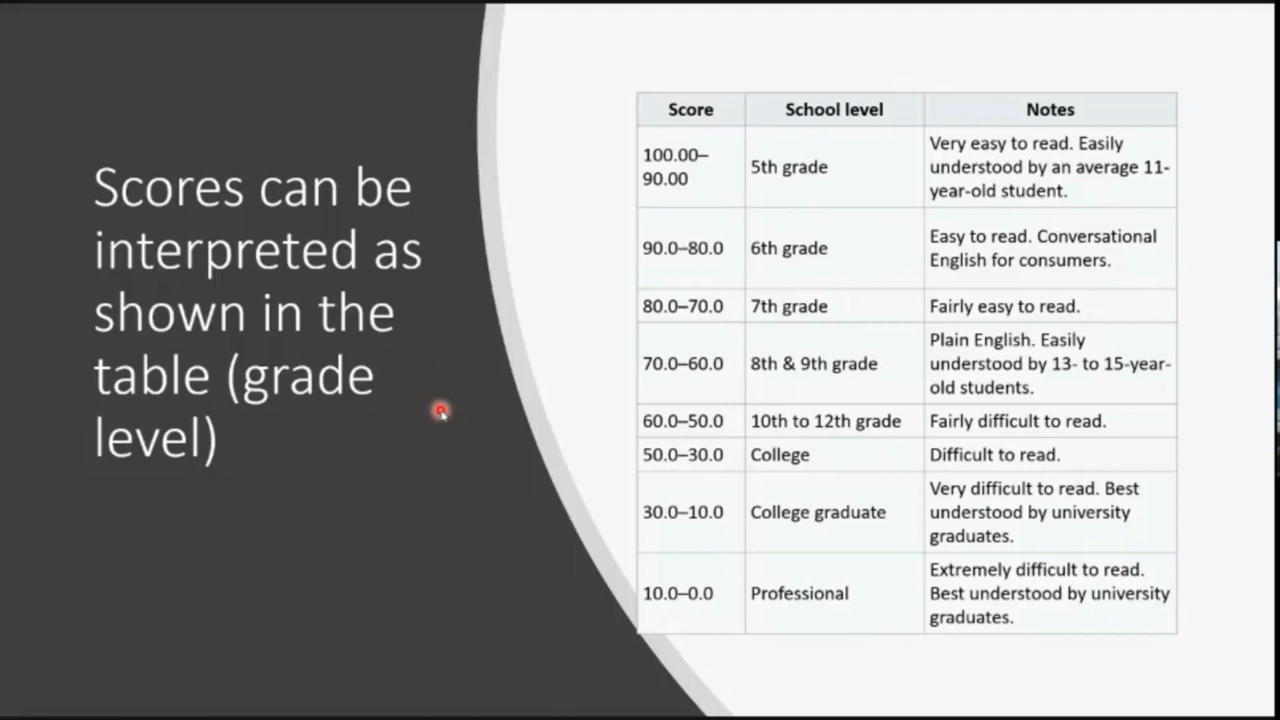 Scores can be
interpreted as
shown in the
table (grade
level)
Score School level Notes
100.00–
90.00
5th grade
Very easy to read. Easily
understood by an average 11-
year-old student.
90.0–80.0
6th grade
Easy to read. Conversational
English for consumers.
80.0–70.0 7th grade Fairly easy to read.
70.0–60.0
8th & 9th grade
Plain English. Easily
understood by 13- to 15-year-
old students.
60.0–50.0 10th to 12th grade Fairly difficult to read.
50.0–30.0 College Difficult to read.
30.0–10.0
College graduate
Very difficult to read. Best
understood by university
graduates.
10.0–0.0
Professional
Extremely difficult to read.
Best understood by university
graduates.